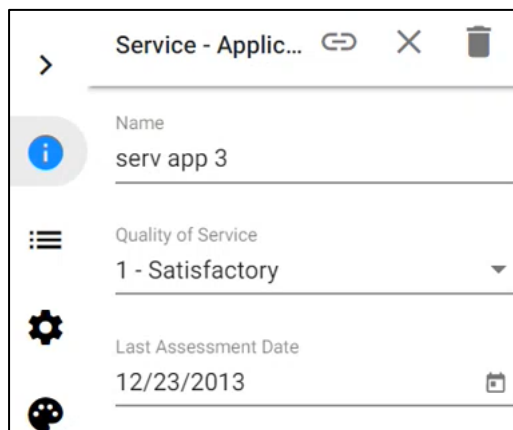 Service - Applic...
Name
serv app 3
Quality of Service
1 - Satisfactory
Last Assessment Date
12/23/2013